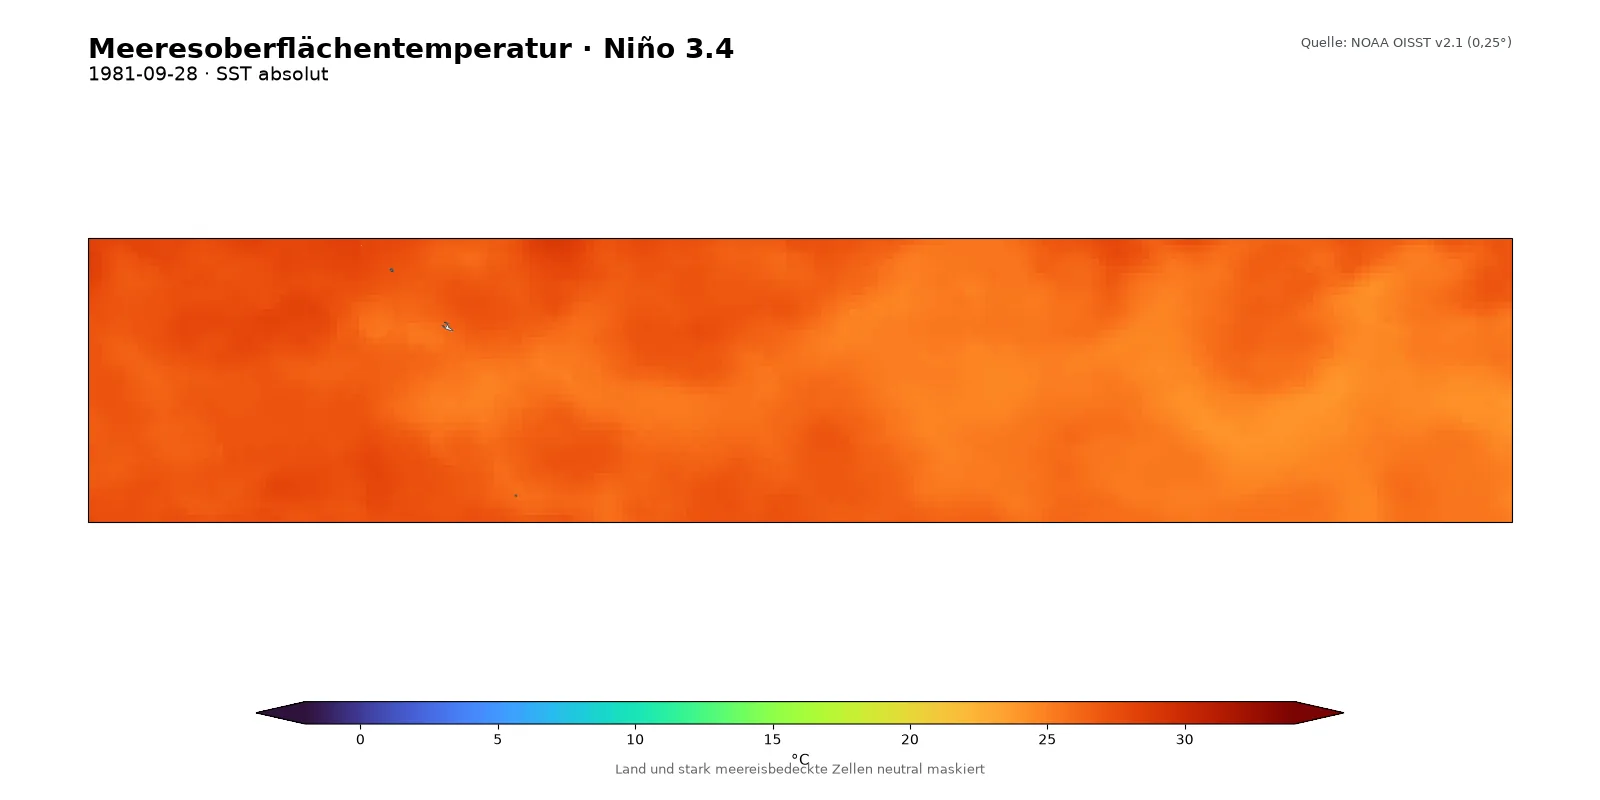 Meeresoberflächentemperatur · Niño 3.4
1981-09-28 · SST absolut
Quelle: NOAA OISST v2.1 (0,25°)
0 5 10 15 20 25 30
°C
Land und stark meereisbedeckte Zellen neutral maskiert